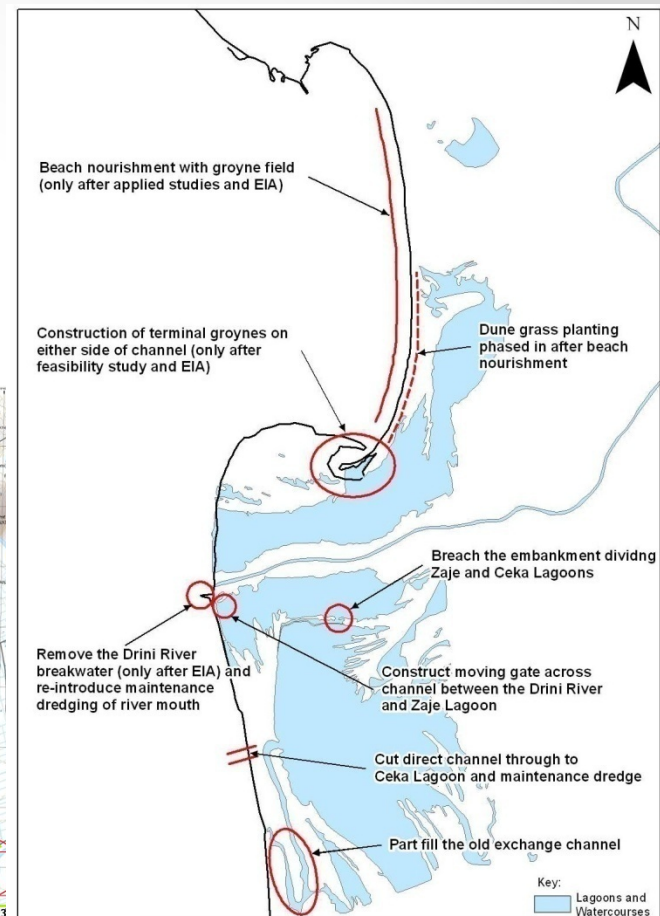 N
Beach nourishment with groyne field
(only after applied studies and EIA)
Construction of terminal groynes on
either side of channel (only after
feasibility study and EIA)
Dune grass planting
phased in after beach
nourishment
Breach the embankment dividng
Zaje and Ceka Lagoons
Remove the Drini River
breakwater (only after EIA) and
re-introduce maintenance
dredging of river mouth
Construct moving gate across
channel between the Drini River
and Zaje Lagoon
Cut direct channel through to
Ceka Lagoon and maintenance dredge
Part fill the old exchange channel
Key:
Lagoons and
Watercourses